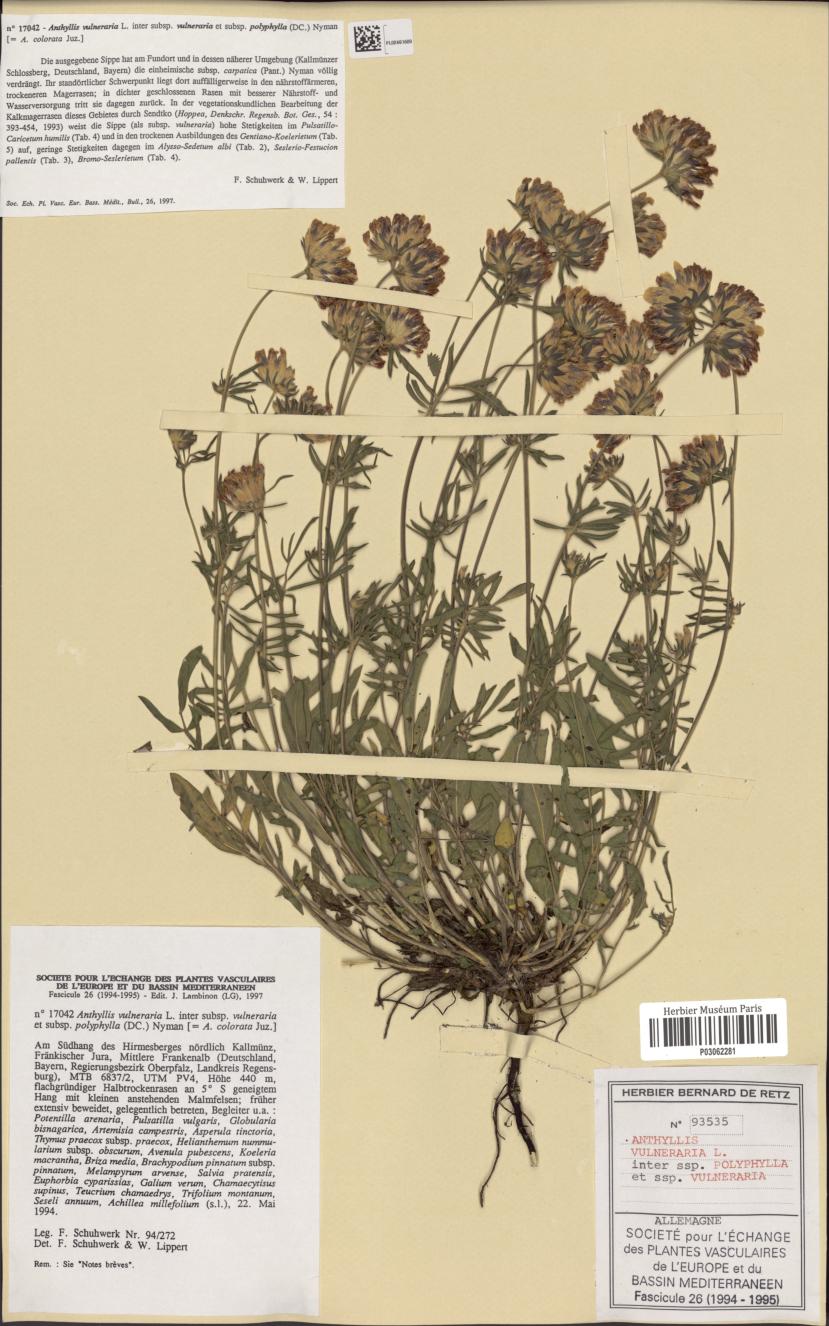 n° 17042 - Anthyllis vulneraria L. inter subsp. vulneraria et subsp. polyphylla (DC.) Nyman
[= A. colorata Juz.]
Die ausgegebene Sippe hat am Fundort und in dessen näherer Umgebung (Kallmünzer
Schlossberg, Deutschland, Bayern) die einheimische subsp. carpatica (Pant.) Nyman völlig
verdrängt. Ihr standörtlicher Schwerpunkt liegt dort auffälligerweise in den nährstoffärmeren,
trockeneren Magerrasen; in dichter geschlossenen Rasen mit besserer Nährstoff- und
Wasserversorgung tritt sie dagegen zurück. In der vegetationskundlichen Bearbeitung der
Kalkmagerrasen dieses Gebietes durch Sendtko (Hoppea, Denkschr. Regensb. Bot. Ges., 54 :
393-454, 1993) weist die Sippe (als subsp. vulneraria) hohe Stetigkeiten im Pulsatillo-
Caricetum humilis (Tab. 4) und in den trockenen Ausbildungen des Gentiano-Koelerietum (Tab.
5) auf, geringe Stetigkeiten dagegen im Alysso-Sedetum albi (Tab. 2), Seslerio-Festucion
pallentis (Tab. 3), Bromo-Seslerietum (Tab. 4).
F. Schuhwerk & W. Lippert
Soc. Ech. Pl. Vasc. Eur. Bass. Médit., Bull., 26, 1997.
SOCIETE POUR L'ECHANGE DES PLANTES VASCULAIRES
DE L'EUROPE ET DU BASSIN MEDITERRANEEN
Fascicule 26 (1994-1995) - Edit. J. Lambinon (LG), 1997
n° 17042 Anthyllis vulneraria L. inter subsp. vulneraria
et subsp. polyphylla (DC.) Nyman [= A. colorata Juz.]
Am Südhang des Hirmesberges nördlich Kallmünz,
Fränkischer Jura, Mittlere Frankenalb (Deutschland,
Bayern, Regierungsbezirk Oberpfalz, Landkreis Regens-
burg), MTB 6837/2, UTM PV4, Höhe 440 m,
flachgründiger Halbtrockenrasen an 5° S geneigtem
Hang mit kleinen anstehenden Malmfelsen; früher
extensiv beweidet, gelegentlich betreten, Begleiter u.a. :
Potentilla arenaria, Pulsatilla vulgaris, Globularia
bisnagarica, Artemisia campestris, Asperula tinctoria,
Thymus praecox subsp. praecox, Helianthemum nummu-
larium subsp. obscurum, Avenula pubescens, Koeleria
macrantha, Briza media, Brachypodium pinnatum subsp.
pinnatum, Melampyrum arvense, Salvia pratensis,
Euphorbia cyparissias, Galium verum, Chamaecytisus
supinus, Teucrium chamaedrys, Trifolium montanum,
Seseli annuum, Achillea millefolium (s.l.), 22. Mai
1994.
Leg. F. Schuhwerk Nr. 94/272
Det. F. Schuhwerk & W. Lippert
Rem. : Sie "Notes brèves".
Herbier Muséum Paris
P03062281
HERBIER BERNARD DE RETZ
N° 93535
ANTHYLLIS
VULNERARIA L.
inter ssp. POLYPHYLLA
et ssp. VULNERARIA
ALLEMAGNE
SOCIETÉ pour L'ÉCHANGE
des PLANTES VASCULAIRES
de L'EUROPE et du
BASSIN MEDITERRANEEN
Fascicule 26 (1994 - 1995)